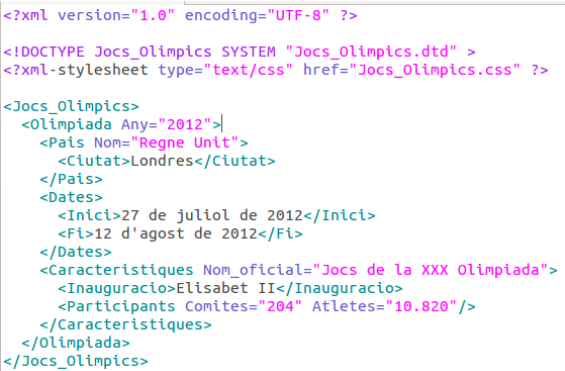 <?xml version="1.0" encoding="UTF-8" ?>
<!DOCTYPE Jocs_Olimpics SYSTEM "Jocs_Olimpics.dtd" >
<?xml-stylesheet type="text/css" href="Jocs_Olimpics.css" ?>
<Jocs_Olimpics>
<Olimpiada Any="2012">
<Pais Nom="Regne Unit">
<Ciutat>Londres</Ciutat>
</Pais>
<Dates>
<Inici>27 de juliol de 2012</Inici>
<Fi>12 d'agost de 2012</Fi>
</Dates>
<Caracteristiques Nom_oficial="Jocs de la XXX Olimpiada">
<Inauguracio>Elisabet II</Inauguracio>
<Participants Comites="204" Atletes="10.820"/>
</Caracteristiques>
</Olimpiada>
</Jocs_Olimpics>